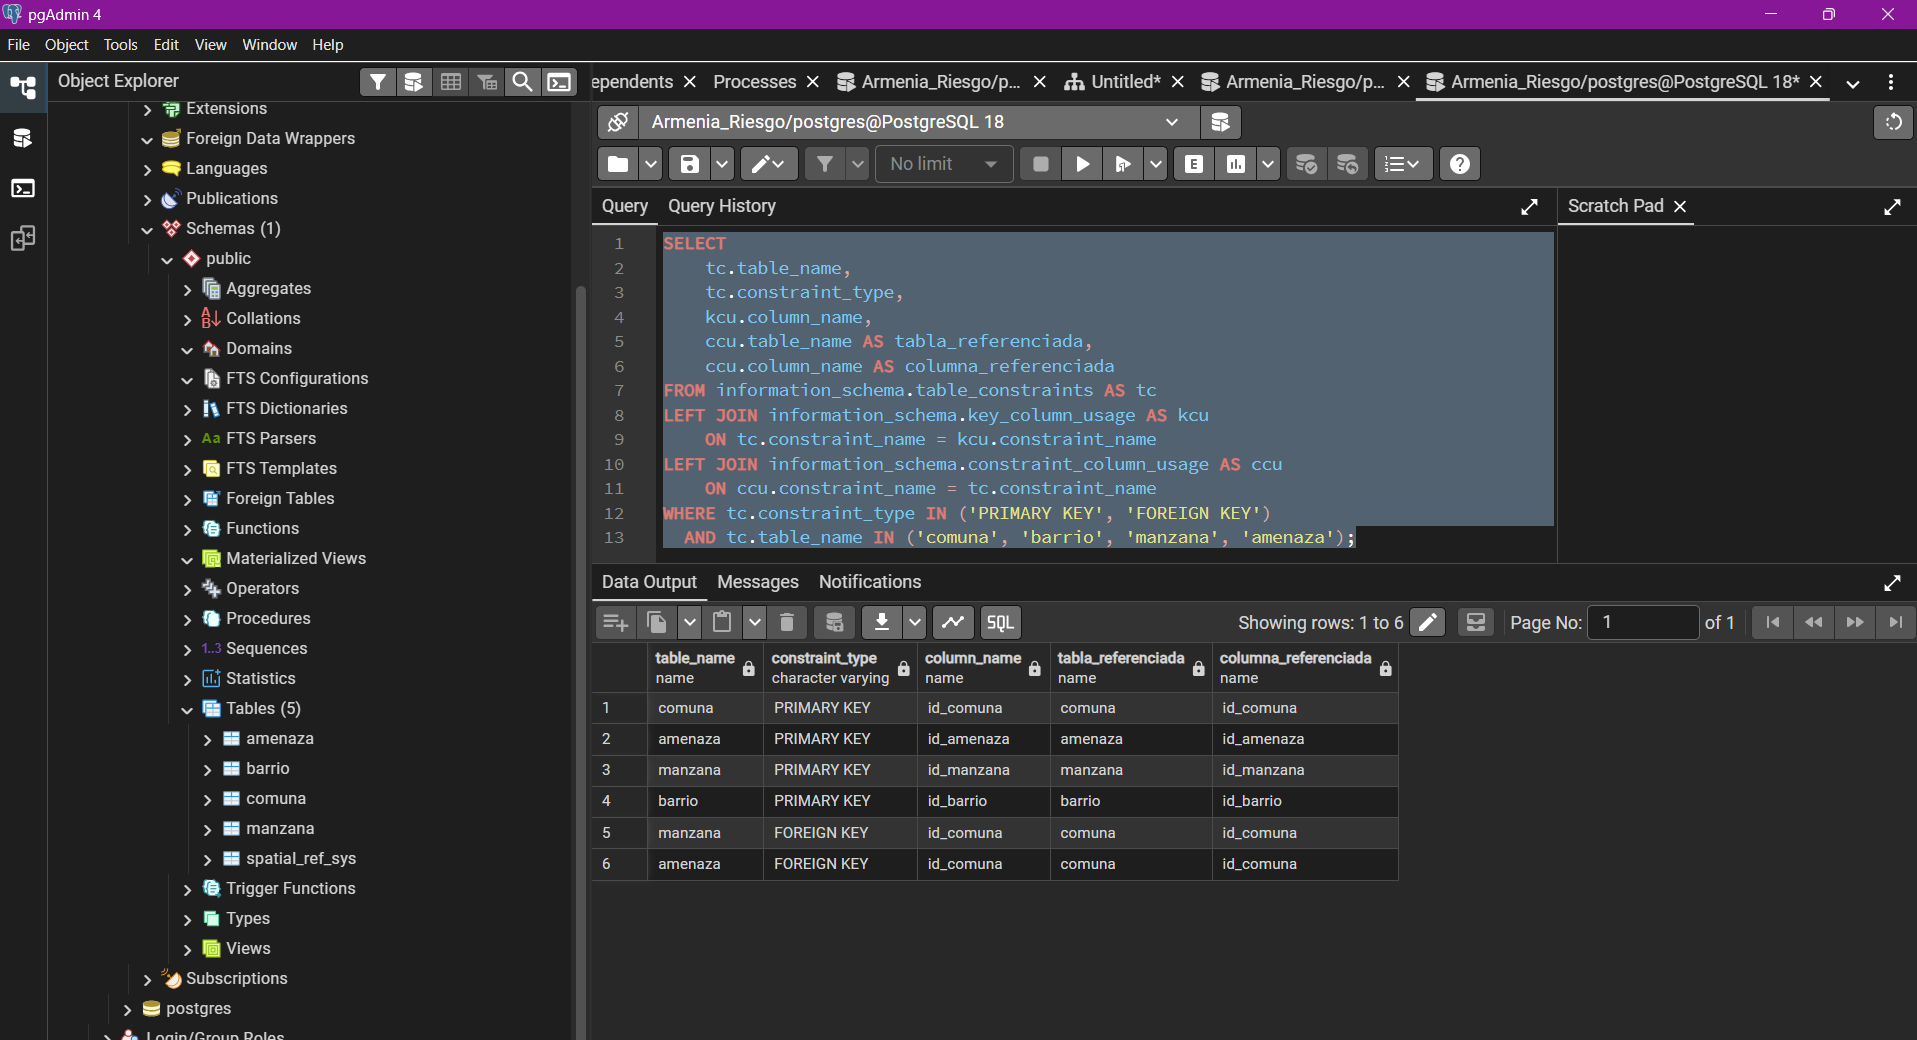 pgAdmin 4
File Object Tools Edit View Window Help
Object Explorer
ependents Processes Armenia_Riesgo/p... Untitled* Armenia_Riesgo/p... Armenia_Riesgo/postgres@PostgreSQL 18*
Extensions
Foreign Data Wrappers
Languages
Publications
Schemas (1)
public
Aggregates
Collations
Domains
FTS Configurations
FTS Dictionaries
Aa FTS Parsers
FTS Templates
Foreign Tables
Functions
Materialized Views
Operators
Procedures
1..3 Sequences
Statistics
Tables (5)
amenaza
barrio
comuna
manzana
spatial_ref_sys
Trigger Functions
Types
Views
Subscriptions
postgres
Login/Group Roles
Armenia_Riesgo/postgres@PostgreSQL 18
No limit
E
Query Query History
Scratch Pad
1 SELECT
2 tc.table_name,
3 tc.constraint_type,
4 kcu.column_name,
5 ccu.table_name AS tabla_referenciada,
6 ccu.column_name AS columna_referenciada
7 FROM information_schema.table_constraints AS tc
8 LEFT JOIN information_schema.key_column_usage AS kcu
9 ON tc.constraint_name = kcu.constraint_name
10 LEFT JOIN information_schema.constraint_column_usage AS ccu
11 ON ccu.constraint_name = tc.constraint_name
12 WHERE tc.constraint_type IN ('PRIMARY KEY', 'FOREIGN KEY')
13 AND tc.table_name IN ('comuna', 'barrio', 'manzana', 'amenaza');
Data Output Messages Notifications
SQL Showing rows: 1 to 6 Page No: 1 of 1
table_name constraint_type column_name tabla_referenciada columna_referenciada
name character varying name name name
1 comuna PRIMARY KEY id_comuna comuna id_comuna
2 amenaza PRIMARY KEY id_amenaza amenaza id_amenaza
3 manzana PRIMARY KEY id_manzana manzana id_manzana
4 barrio PRIMARY KEY id_barrio barrio id_barrio
5 manzana FOREIGN KEY id_comuna comuna id_comuna
6 amenaza FOREIGN KEY id_comuna comuna id_comuna